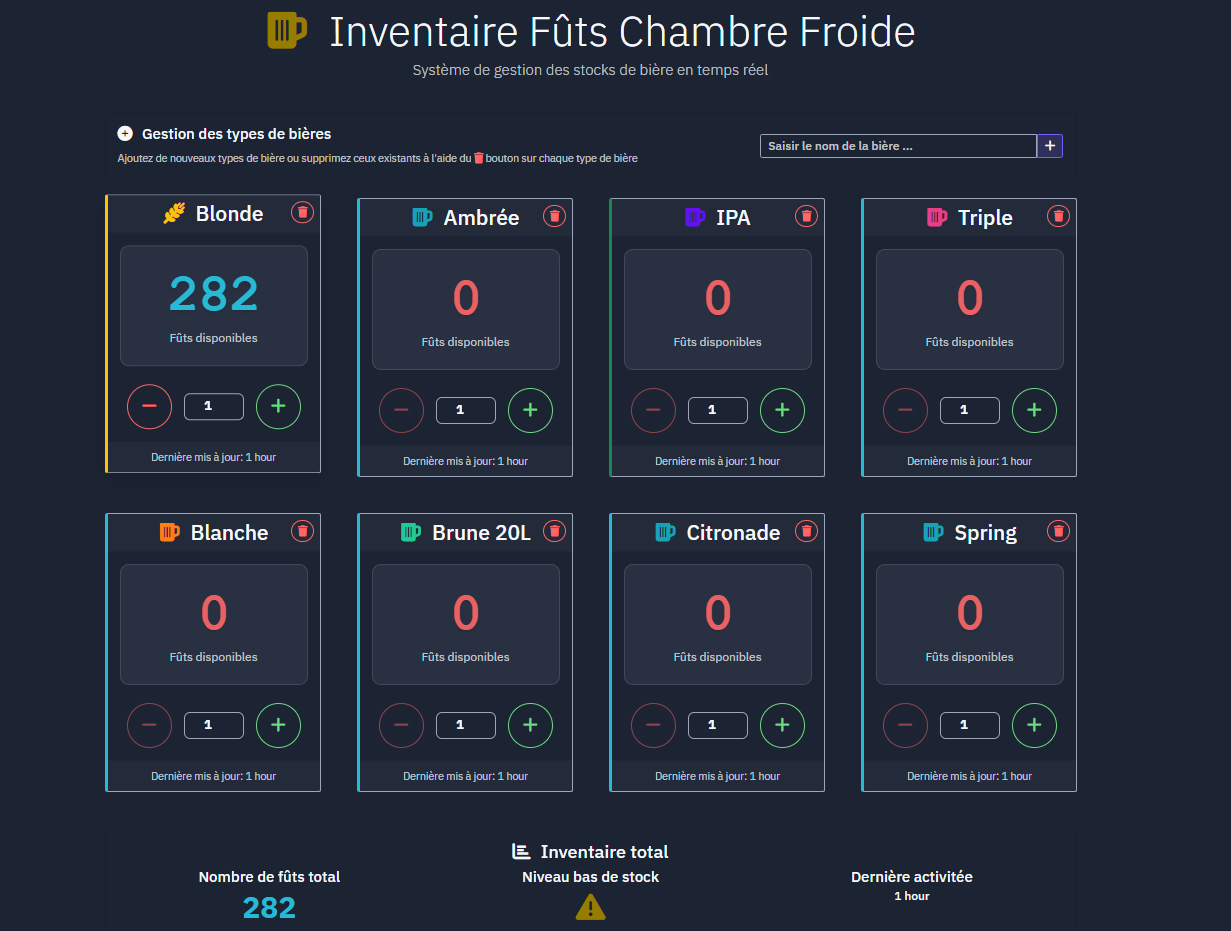 Inventaire Fûts Chambre Froide
Système de gestion des stocks de bière en temps réel
Gestion des types de bières
Ajoutez de nouveaux types de bière ou supprimez ceux existants à l'aide du bouton sur chaque type de bière
Saisir le nom de la bière ...
+
Blonde
282
Fûts disponibles
− 1 +
Dernière mis à jour: 1 hour
Ambrée
0
Fûts disponibles
− 1 +
Dernière mis à jour: 1 hour
IPA
0
Fûts disponibles
− 1 +
Dernière mis à jour: 1 hour
Triple
0
Fûts disponibles
− 1 +
Dernière mis à jour: 1 hour
Blanche
0
Fûts disponibles
− 1 +
Dernière mis à jour: 1 hour
Brune 20L
0
Fûts disponibles
− 1 +
Dernière mis à jour: 1 hour
Citronade
0
Fûts disponibles
− 1 +
Dernière mis à jour: 1 hour
Spring
0
Fûts disponibles
− 1 +
Dernière mis à jour: 1 hour
Inventaire total
Nombre de fûts total
282
Niveau bas de stock
Dernière activitée
1 hour